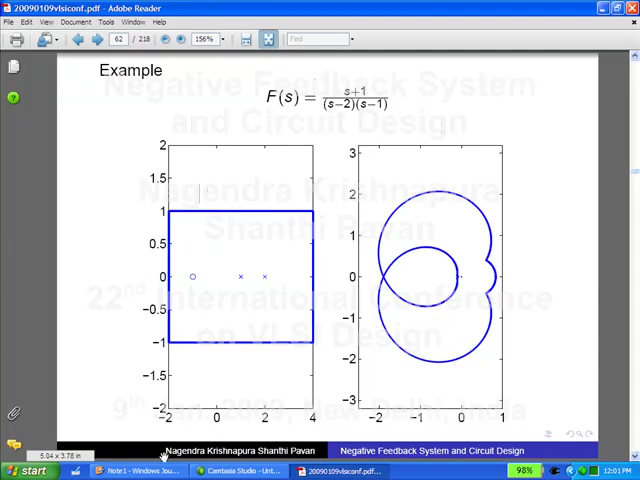 20090109vlsiconf.pdf - Adobe Reader
File Edit View Document Tools Window Help
62 / 218 156% Find
Example
F(s) = s+1 / (s−2)(s−1)
Negative Feedback System
and Circuit Design
Nagendra Krishnapura
Shanthi Pavan
22nd International Conference
on VLSI Design
9th Jan. 2009, New Delhi, India
2
1.5
1
0.5
0
−0.5
−1
−1.5
−2
−2 0 2 4
3
2
1
0
−1
−2
−3
−2 −1 0 1
5.04 x 3.78 in
Nagendra Krishnapura Shanthi Pavan Negative Feedback System and Circuit Design
start Note1 - Windows Jou... Camtasia Studio - Unt... 20090109vlsiconf.pdf... 98% 12:01 PM